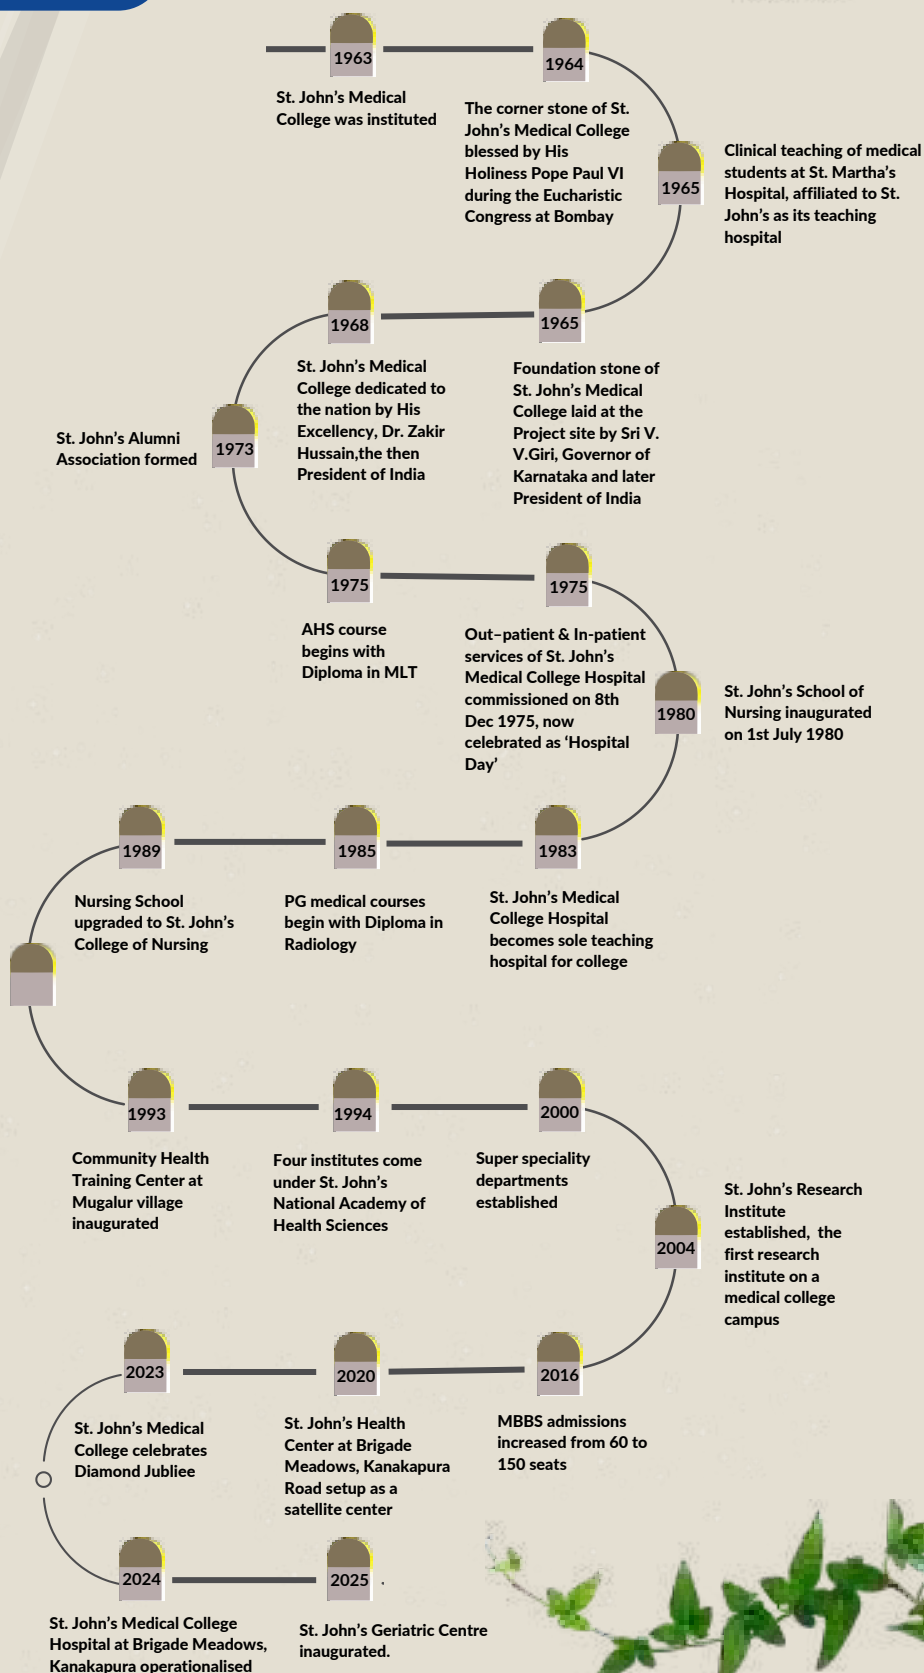 1963
St. John’s Medical
College was instituted
1964
The corner stone of St.
John’s Medical College
blessed by His
Holiness Pope Paul VI
during the Eucharistic
Congress at Bombay
1965
Clinical teaching of medical
students at St. Martha’s
Hospital, affiliated to St.
John’s as its teaching
hospital
1965
Foundation stone of
St. John’s Medical
College laid at the
Project site by Sri V.
V.Giri, Governor of
Karnataka and later
President of India
1968
St. John’s Medical
College dedicated to
the nation by His
Excellency, Dr. Zakir
Hussain,the then
President of India
1973
St. John’s Alumni
Association formed
1975
AHS course
begins with
Diploma in MLT
1975
Out–patient & In-patient
services of St. John’s
Medical College Hospital
commissioned on 8th
Dec 1975, now
celebrated as ‘Hospital
Day’
1980
St. John’s School of
Nursing inaugurated
on 1st July 1980
1983
St. John’s Medical
College Hospital
becomes sole teaching
hospital for college
1985
PG medical courses
begin with Diploma in
Radiology
1989
Nursing School
upgraded to St. John’s
College of Nursing
1993
Community Health
Training Center at
Mugalur village
inaugurated
1994
Four institutes come
under St. John’s
National Academy of
Health Sciences
2000
Super speciality
departments
established
2004
St. John’s Research
Institute
established, the
first research
institute on a
medical college
campus
2016
MBBS admissions
increased from 60 to
150 seats
2020
St. John’s Health
Center at Brigade
Meadows, Kanakapura
Road setup as a
satellite center
2023
St. John’s Medical
College celebrates
Diamond Jubliee
2024
St. John’s Medical College
Hospital at Brigade Meadows,
Kanakapura operationalised
2025
St. John’s Geriatric Centre
inaugurated.